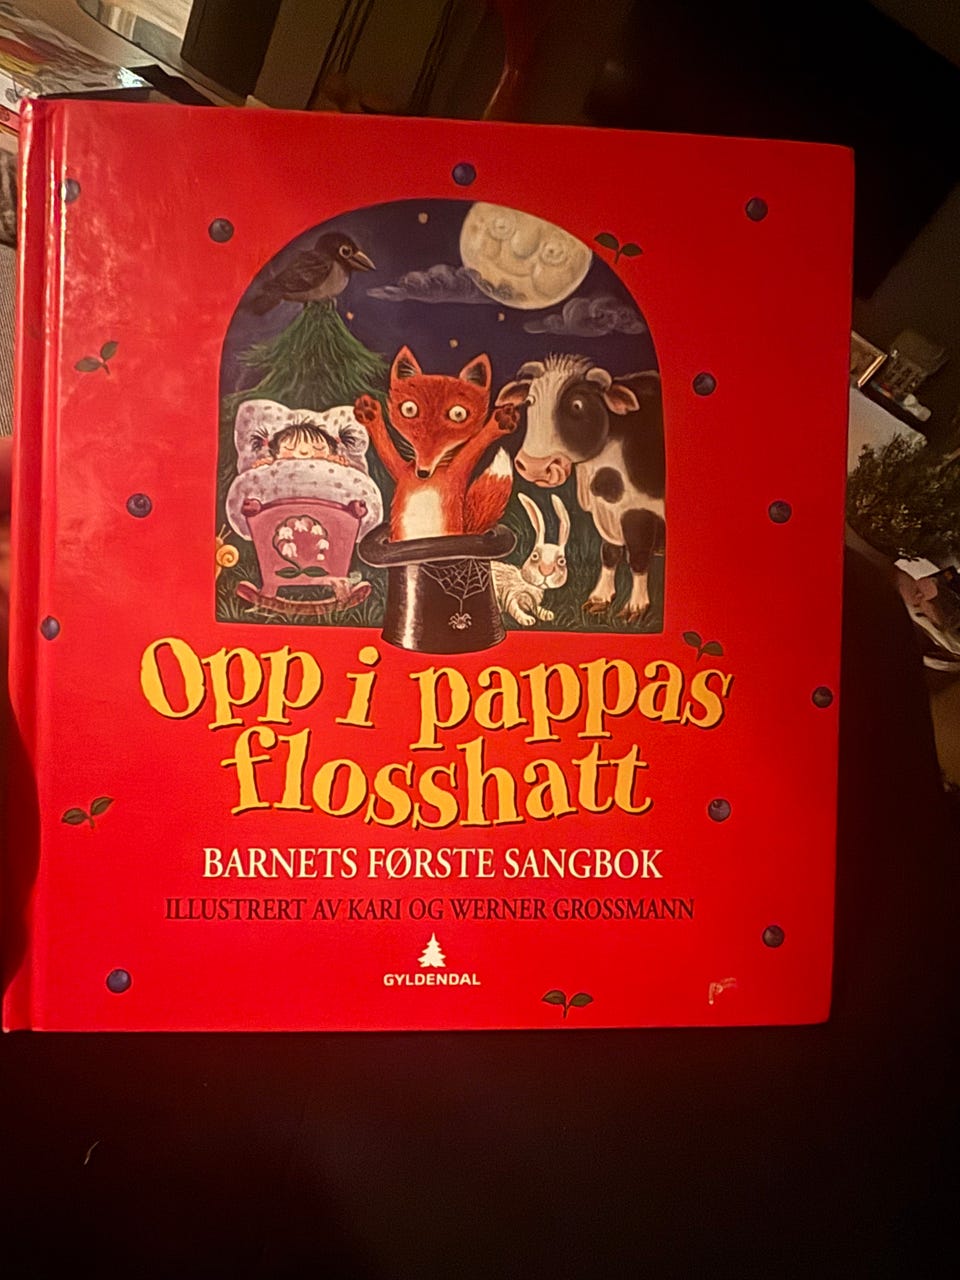 Opp i pappas
flosshatt
BARNETS FØRSTE SANGBOK
ILLUSTRERT AV KARI OG WERNER GROSSMANN
GYLDENDAL